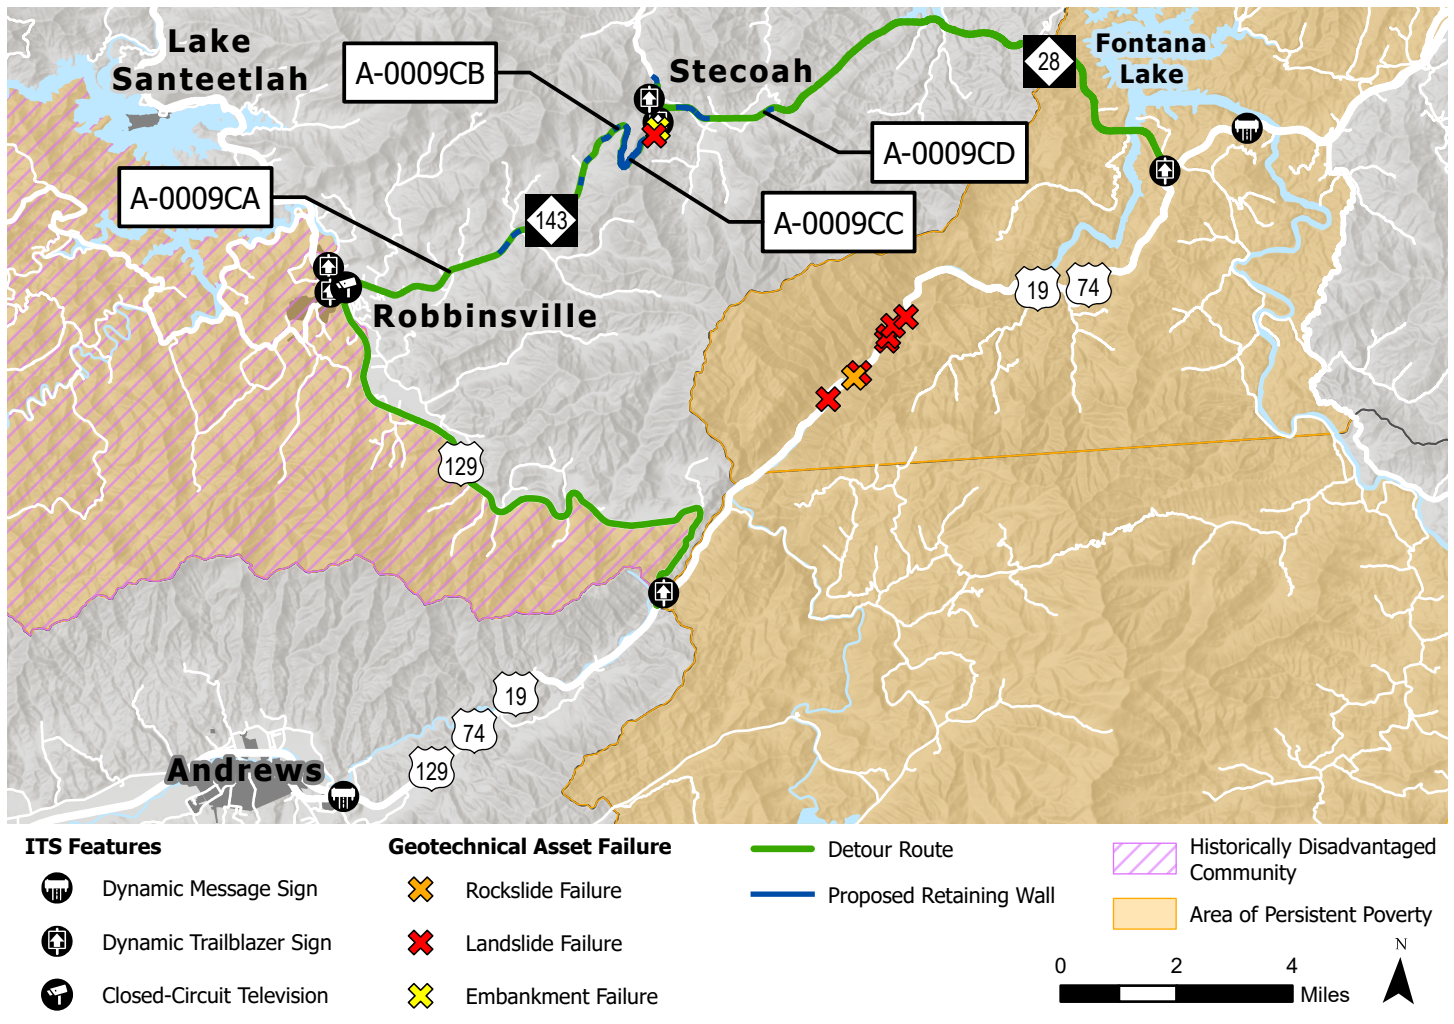 Lake
Santeetlah
A-0009CB
Stecoah
28
Fontana
Lake
A-0009CA
A-0009CD
143
A-0009CC
Robbinsville
19
74
129
19
74
129
Andrews
ITS Features
Dynamic Message Sign
Dynamic Trailblazer Sign
Closed-Circuit Television
Geotechnical Asset Failure
Rockslide Failure
Landslide Failure
Embankment Failure
Detour Route
Proposed Retaining Wall
Historically Disadvantaged
Community
Area of Persistent Poverty
0 2 4
Miles
N